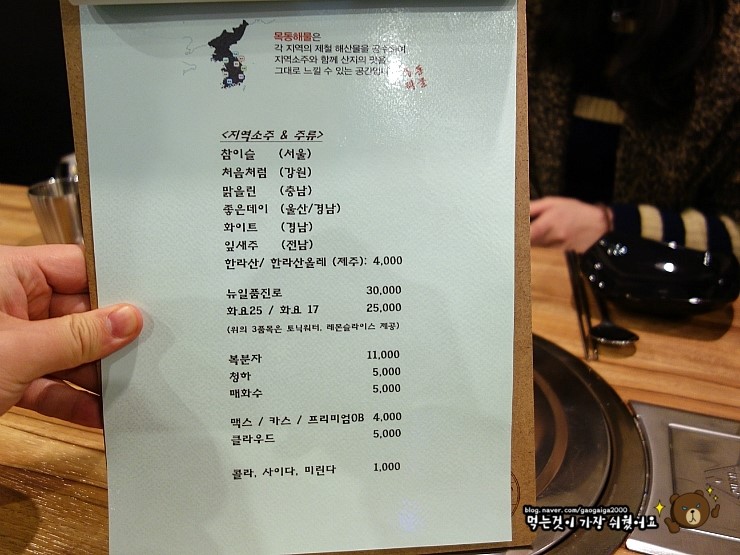 목동해물은
각 지역의 제철 해산물을 공수하여
지역소주와 함께 산지의 맛을
그대로 느낄 수 있는 공간입니다
<지역소주 & 주류>
참이슬 (서울)
처음처럼 (강원)
맑을린 (충남)
좋은데이 (울산/경남)
화이트 (경남)
잎새주 (전남)
한라산/ 한라산올레 (제주): 4,000
뉴일품진로 30,000
화요25 / 화요 17 25,000
(위의 3품목은 토닉워터, 레몬슬라이스 제공)
복분자 11,000
청하 5,000
매화수 5,000
맥스 / 카스 / 프리미엄OB 4,000
클라우드 5,000
콜라, 사이다, 미린다 1,000
blog.naver.com/gaogaiga2000
먹는것이 가장 쉬웠어요